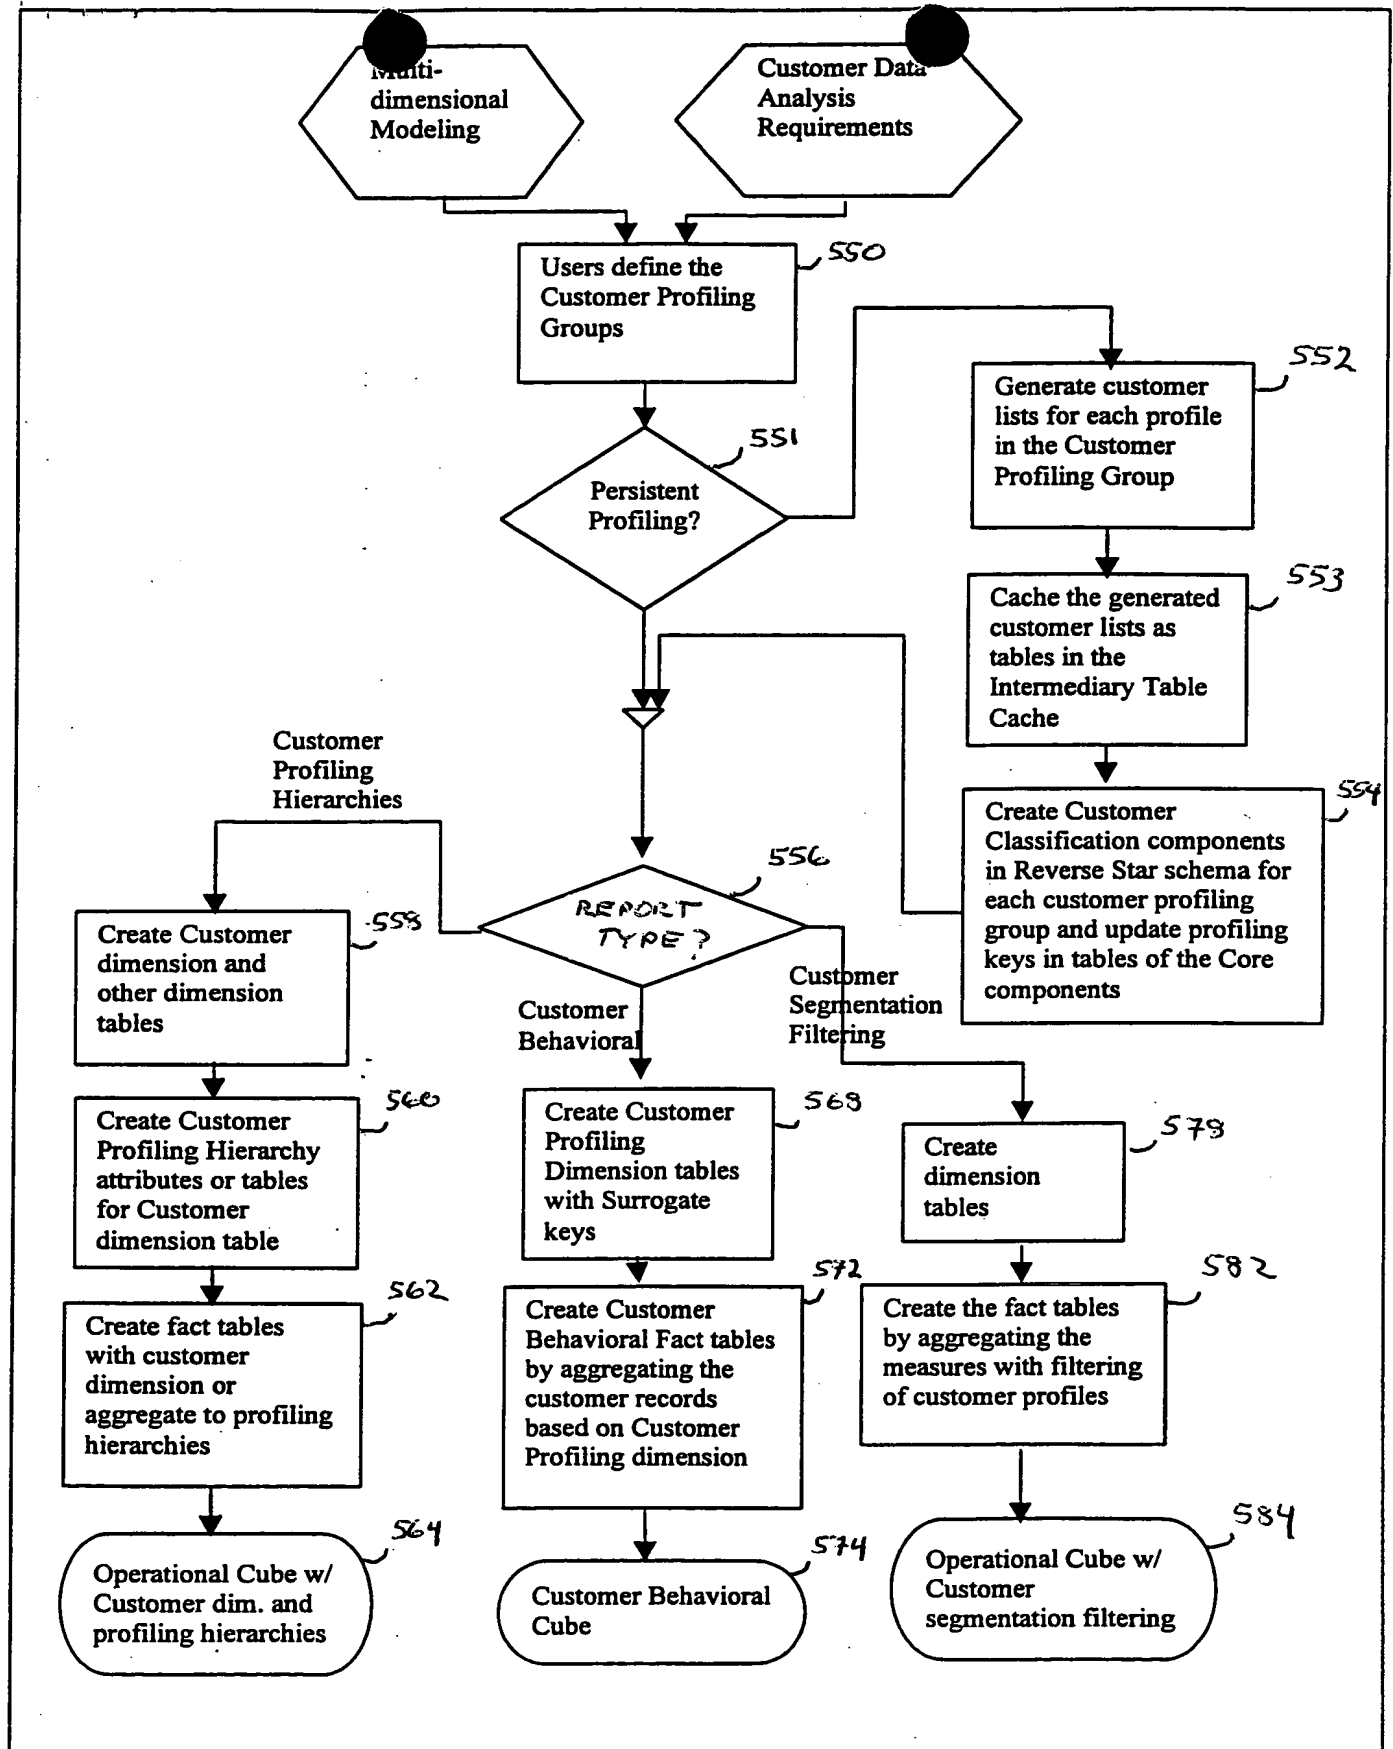 Multi-
dimensional
Modeling
Customer Data
Analysis
Requirements
550
Users define the
Customer Profiling
Groups
552
Generate customer
lists for each profile
in the Customer
Profiling Group
551
Persistent
Profiling?
553
Cache the generated
customer lists as
tables in the
Intermediary Table
Cache
Customer
Profiling
Hierarchies
554
Create Customer
Classification components
in Reverse Star schema for
each customer profiling
group and update profiling
keys in tables of the Core
components
556
REPORT
TYPE?
558
Create Customer
dimension and
other dimension
tables
Customer
Behavioral
Customer
Segmentation
Filtering
560
Create Customer
Profiling Hierarchy
attributes or tables
for Customer
dimension table
568
Create Customer
Profiling
Dimension tables
with Surrogate
keys
578
Create
dimension
tables
562
Create fact tables
with customer
dimension or
aggregate to profiling
hierarchies
572
Create Customer
Behavioral Fact tables
by aggregating the
customer records
based on Customer
Profiling dimension
582
Create the fact tables
by aggregating the
measures with filtering
of customer profiles
564
Operational Cube w/
Customer dim. and
profiling hierarchies
574
Customer Behavioral
Cube
584
Operational Cube w/
Customer
segmentation filtering